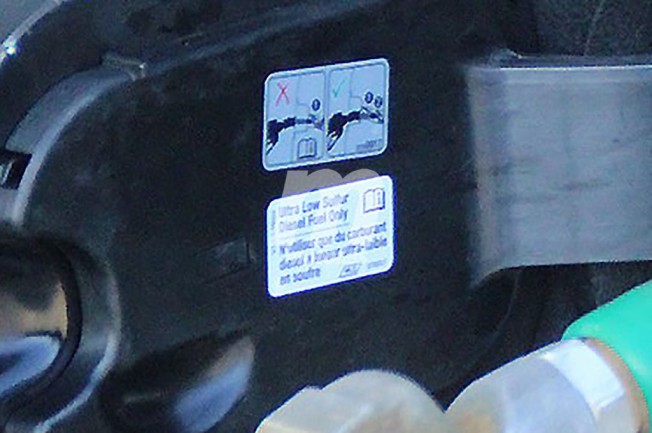 Ultra Low Sulfur
Diesel Fuel Only
N'utiliser que du carburant
diesel à teneur ultra-faible
en soufre